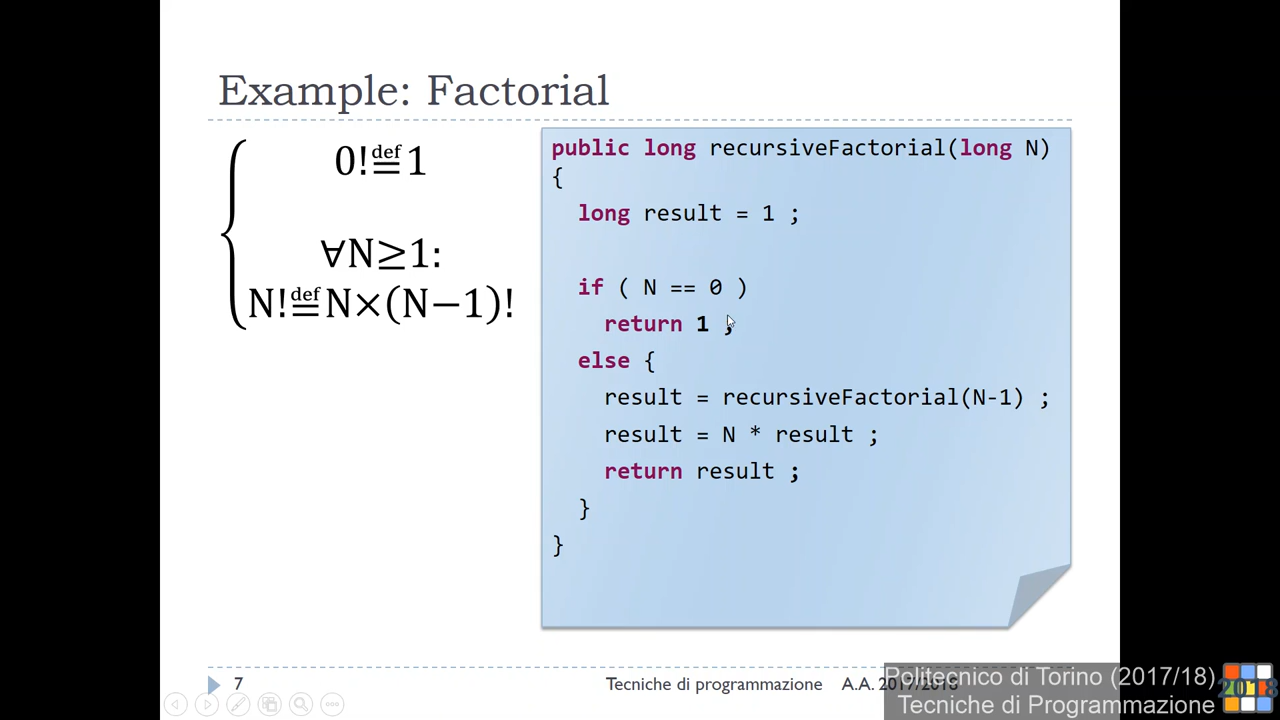 Example: Factorial
0!≝1
∀N≥1:
N!≝N×(N−1)!
public long recursiveFactorial(long N)
{
long result = 1 ;
if ( N == 0 )
return 1 ;
else {
result = recursiveFactorial(N-1) ;
result = N * result ;
return result ;
}
}
7
Tecniche di programmazione A.A. 2017/2018
Politecnico di Torino (2017/18)
Tecniche di Programmazione
2018